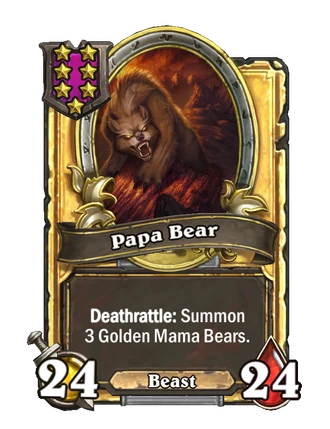 Papa Bear
Deathrattle: Summon
3 Golden Mama Bears.
24
Beast
24